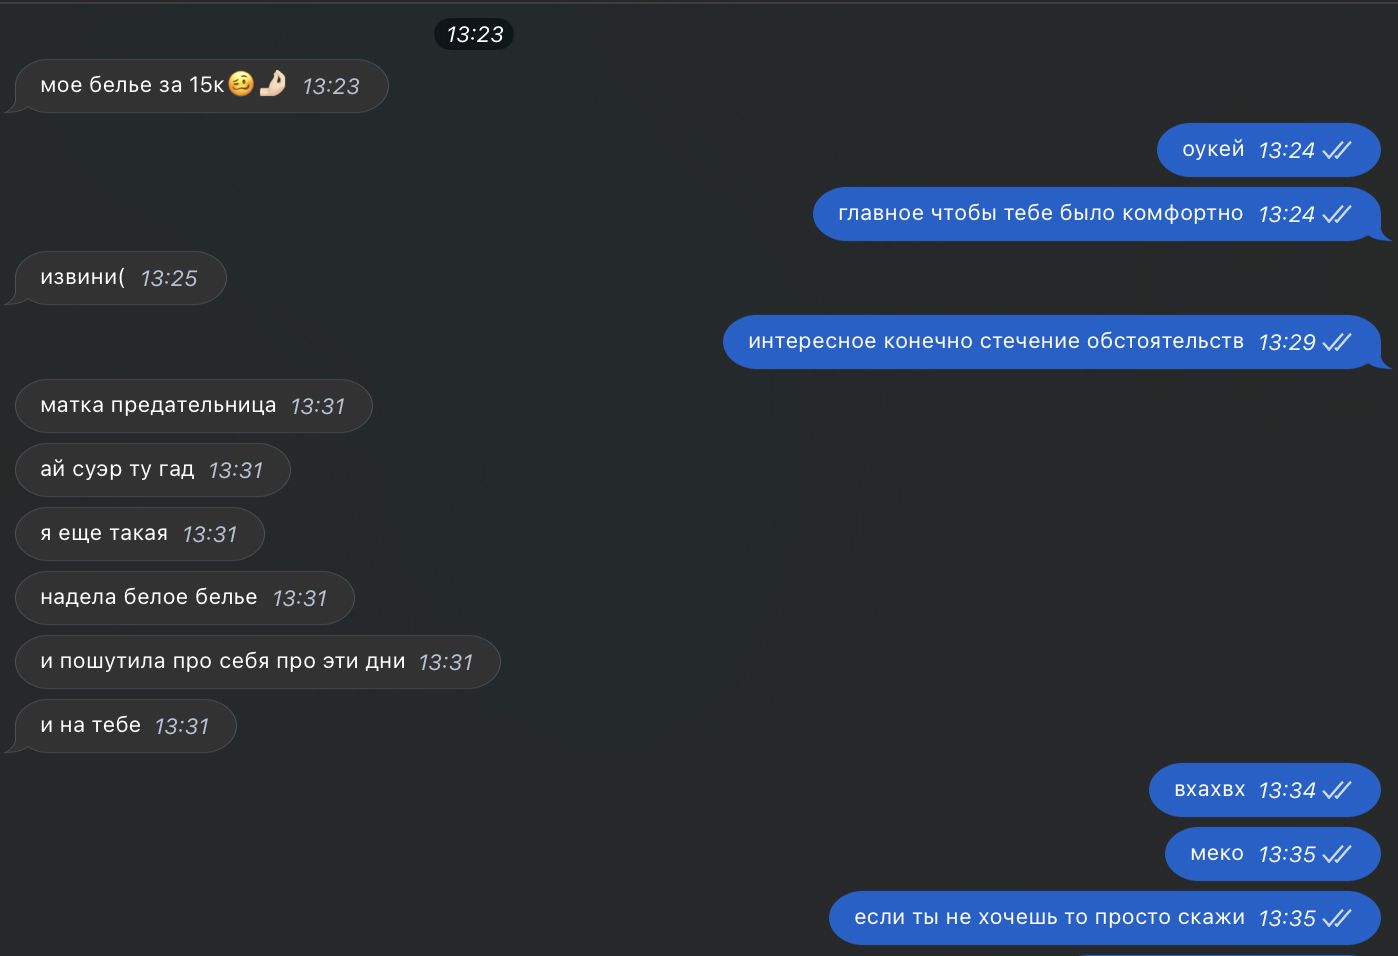 13:23
мое белье за 15к🥴🤌🏻 13:23
оукей 13:24
главное чтобы тебе было комфортно 13:24
извини( 13:25
интересное конечно стечение обстоятельств 13:29
матка предательница 13:31
ай суэр ту гад 13:31
я еще такая 13:31
надела белое белье 13:31
и пошутила про себя про эти дни 13:31
и на тебе 13:31
вхахвх 13:34
меко 13:35
если ты не хочешь то просто скажи 13:35